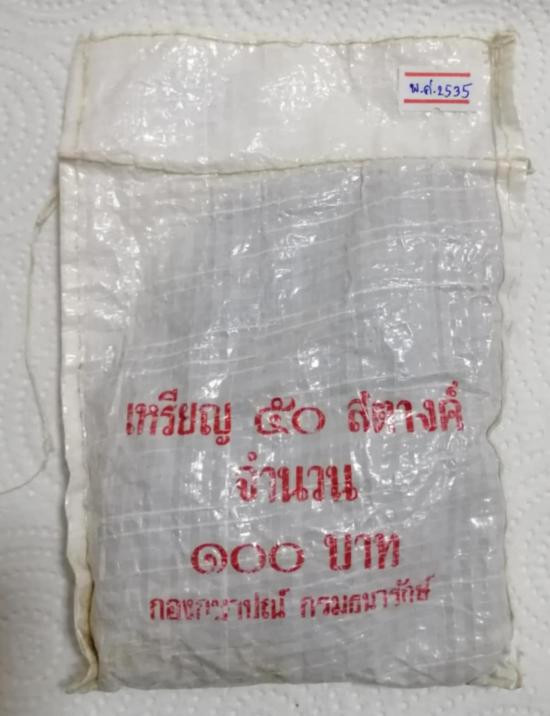 พ.ศ.2535
เหรียญ ๕๐ สตางค์
จำนวน
๑๐๐ บาท
กองกษาปณ์ กรมธนารักษ์